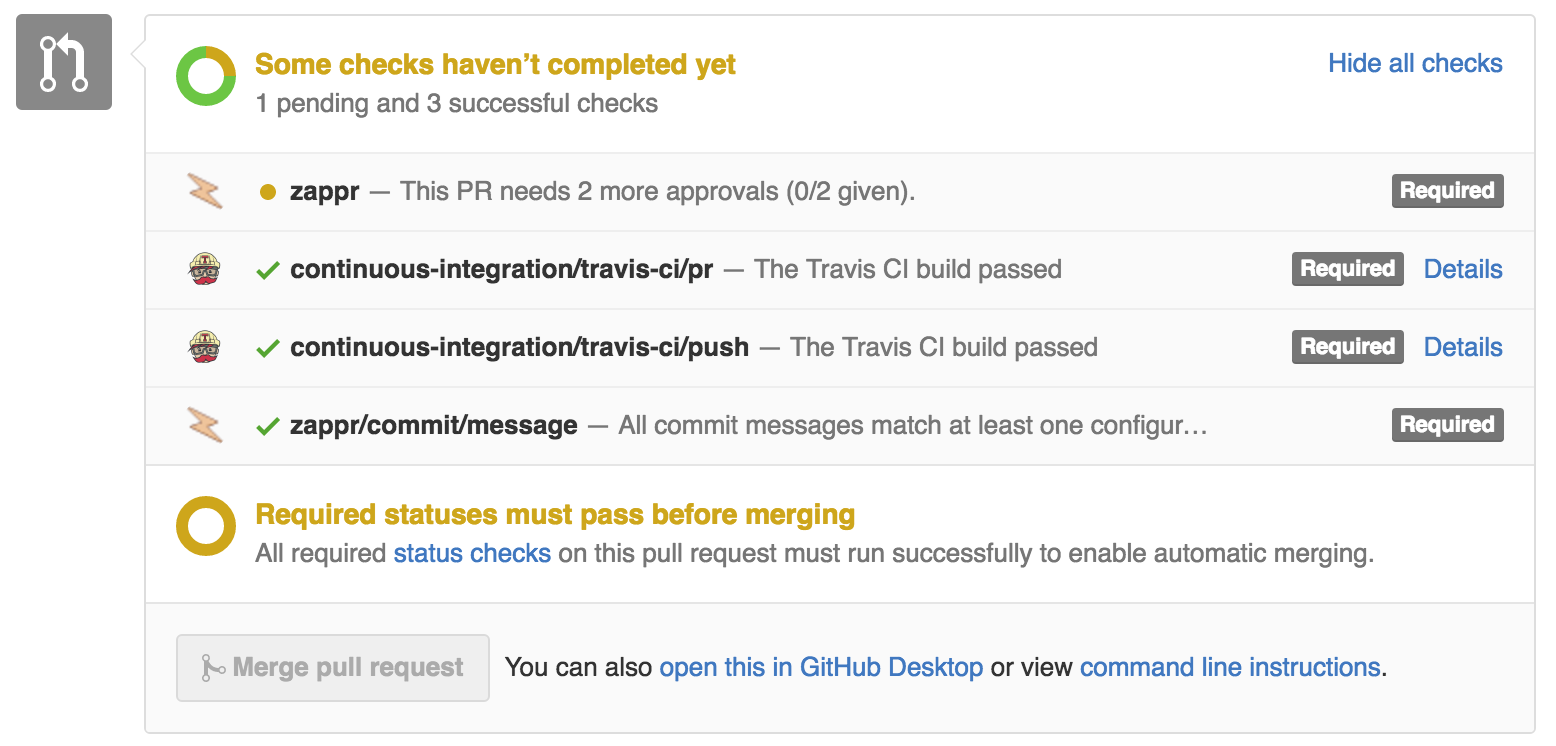 Some checks haven’t completed yet
Hide all checks
1 pending and 3 successful checks
zappr — This PR needs 2 more approvals (0/2 given). Required
continuous-integration/travis-ci/pr — The Travis CI build passed Required Details
continuous-integration/travis-ci/push — The Travis CI build passed Required Details
zappr/commit/message — All commit messages match at least one configur… Required
Required statuses must pass before merging
All required status checks on this pull request must run successfully to enable automatic merging.
Merge pull request You can also open this in GitHub Desktop or view command line instructions.